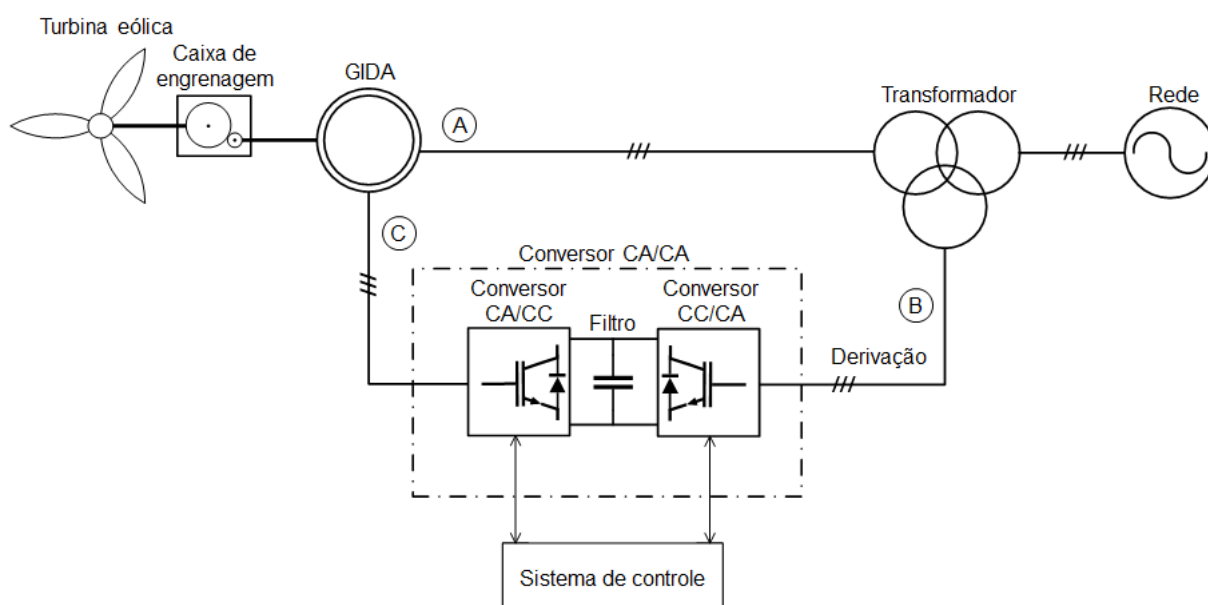 Turbina eólica
Caixa de
engrenagem
GIDA
A
Transformador
Rede
C
Conversor CA/CA
Conversor
CA/CC
Filtro
Conversor
CC/CA
B
Derivação
Sistema de controle